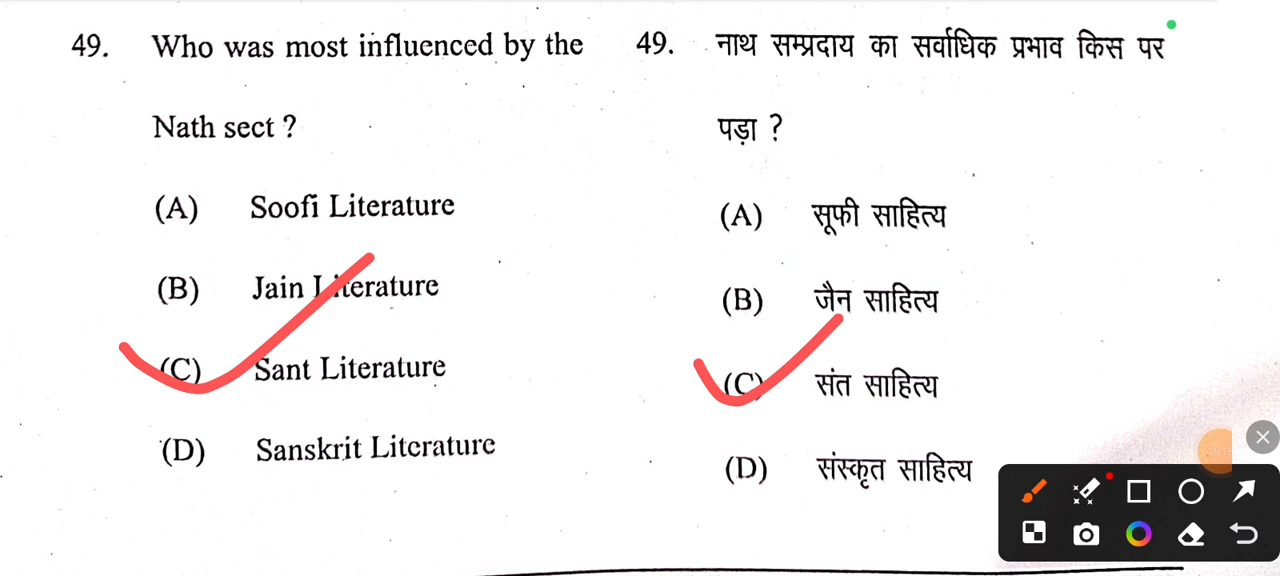 49. Who was most influenced by the
Nath sect ?
(A) Soofi Literature
(B) Jain Literature
(C) Sant Literature
(D) Sanskrit Literature
49. नाथ सम्प्रदाय का सर्वाधिक प्रभाव किस पर
पड़ा ?
(A) सूफी साहित्य
(B) जैन साहित्य
(C) संत साहित्य
(D) संस्कृत साहित्य